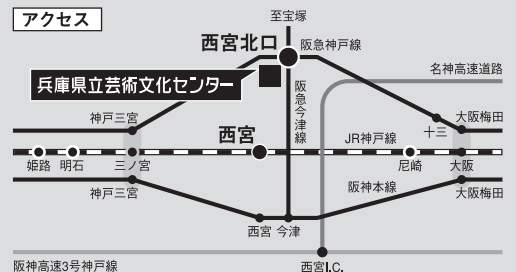 アクセス
至宝塚
西宮北口
阪急神戸線
名神高速道路
兵庫県立芸術文化センター
阪急今津線
神戸三宮
大阪梅田
十三
西宮
JR神戸線
姫路
明石
三ノ宮
尼崎
大阪
神戸三宮
阪神本線
大阪梅田
西宮
今津
阪神高速3号神戸線
西宮I.C.